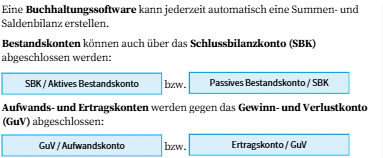 Eine Buchhaltungssoftware kann jederzeit automatisch eine Summen- und
Saldenbilanz erstellen.
Bestandskonten können auch über das Schlussbilanzkonto (SBK)
abgeschlossen werden:
SBK / Aktives Bestandskonto bzw. Passives Bestandskonto / SBK
Aufwands- und Ertragskonten werden gegen das Gewinn- und Verlustkonto
(GuV) abgeschlossen:
GuV / Aufwandskonto bzw. Ertragskonto / GuV